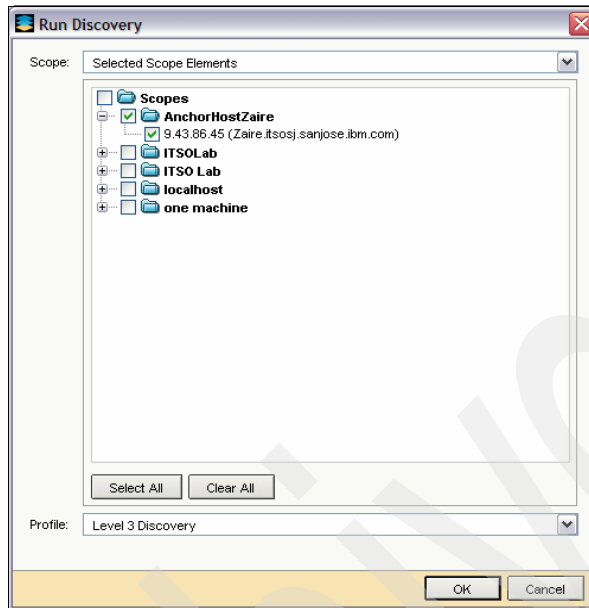 Run Discovery
Scope: Selected Scope Elements
Scopes
AnchorHostZaire
9.43.86.45 (Zaire.itsosj.sanjose.ibm.com)
ITSOLab
ITSO Lab
localhost
one machine
Select All Clear All
Profile: Level 3 Discovery
OK Cancel